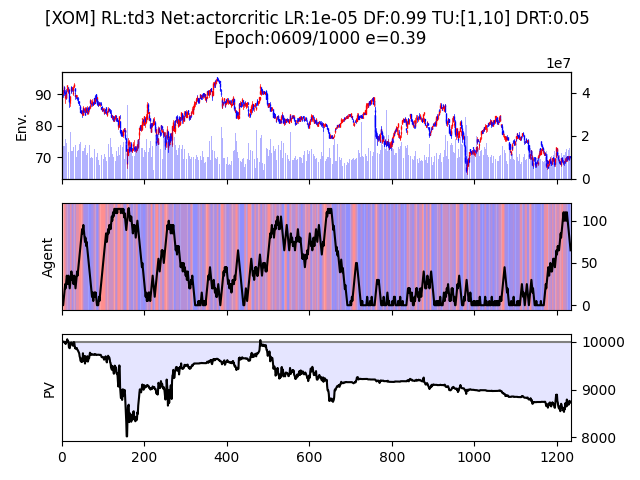 [XOM] RL:td3 Net:actorcritic LR:1e-05 DF:0.99 TU:[1,10] DRT:0.05
Epoch:0609/1000 e=0.39
1e7
Env.
90
80
70
4
2
0
Agent
100
50
0
PV
10000
9000
8000
0 200 400 600 800 1000 1200